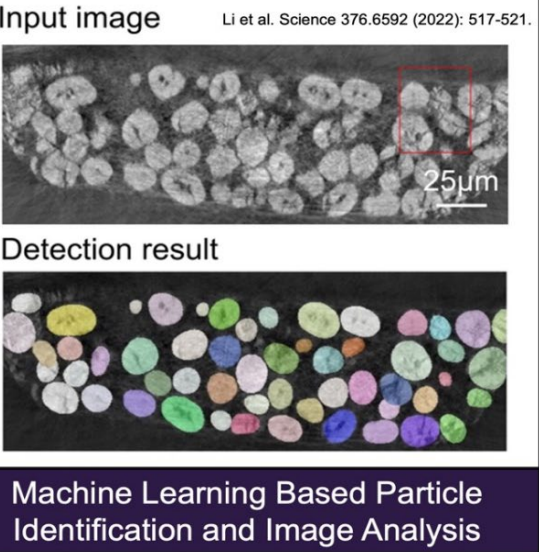 Input image
Li et al. Science 376.6592 (2022): 517-521.
25μm
Detection result
Machine Learning Based Particle
Identification and Image Analysis